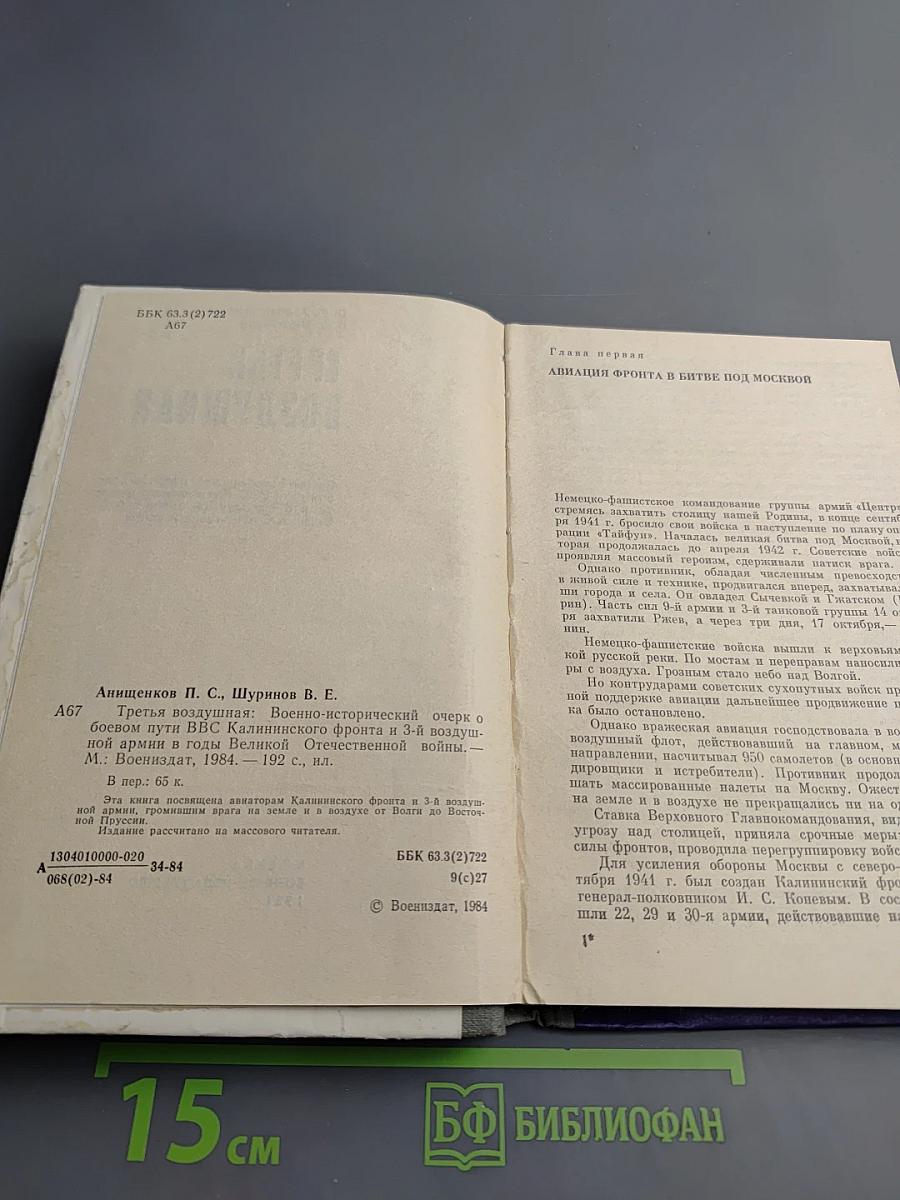 ББК 63.3(2)722
А67
Анищенков П. С., Шуринов В. Е.
А67 Третья воздушная: Военно-исторический очерк о
боевом пути ВВС Калининского фронта и 3-й воздуш-
ной армии в годы Великой Отечественной войны.—
М.: Воениздат, 1984. — 192 с., ил.
В пер.: 65 к.
Эта книга посвящена авиаторам Калининского фронта и 3-й воздуш-
ной армии, громившим врага на земле и в воздухе от Волги до Восточ-
ной Пруссии.
Издание рассчитано на массового читателя.
А 1304010000-020 34-84
068(02)-84
ББК 63.3(2)722
9(с)27
© Воениздат, 1984
Глава первая
АВИАЦИЯ ФРОНТА В БИТВЕ ПОД МОСКВОЙ
Немецко-фашистское командование группы армий «Центр»
стремясь захватить столицу нашей Родины, в конце сентяб
ря 1941 г. бросило свои войска в наступление по плану оп
рации «Тайфун». Началась великая битва под Москвой,
торая продолжалась до апреля 1942 г. Советские войс
проявляя массовый героизм, сдерживали натиск врага.
Однако противник, обладая численным превосходст
в живой силе и технике, продвигался вперед, захватывал
ши города и села. Он овладел Сычевкой и Гжатском (
рин). Часть сил 9-й армии и 3-й танковой группы 14 о
ря захватили Ржев, а через три дня, 17 октября,—
нин.
Немецко-фашистские войска вышли к верховьям
кой русской реки. По мостам и переправам наносили
ры с воздуха. Грозным стало небо над Волгой.
Но контрударами советских сухопутных войск пр
ной поддержке авиации дальнейшее продвижение п
ка было остановлено.
Однако вражеская авиация господствовала в во
воздушный флот, действовавший на главном, м
направлении, насчитывал 950 самолетов (в основн
дировщики и истребители). Противник продол
шать массированные налеты на Москву. Ожест
на земле и в воздухе не прекращались ни на од
Ставка Верховного Главнокомандования, вид
угрозу над столицей, приняла срочные меры:
силы фронтов, проводила перегруппировку войс
Для усиления обороны Москвы с северо-
тября 1941 г. был создан Калининский фро
генерал-полковником И. С. Коневым. В сос
шли 22, 29 и 30-я армии, действовавшие на
1*
15 см
БФ БИБЛИОФАН